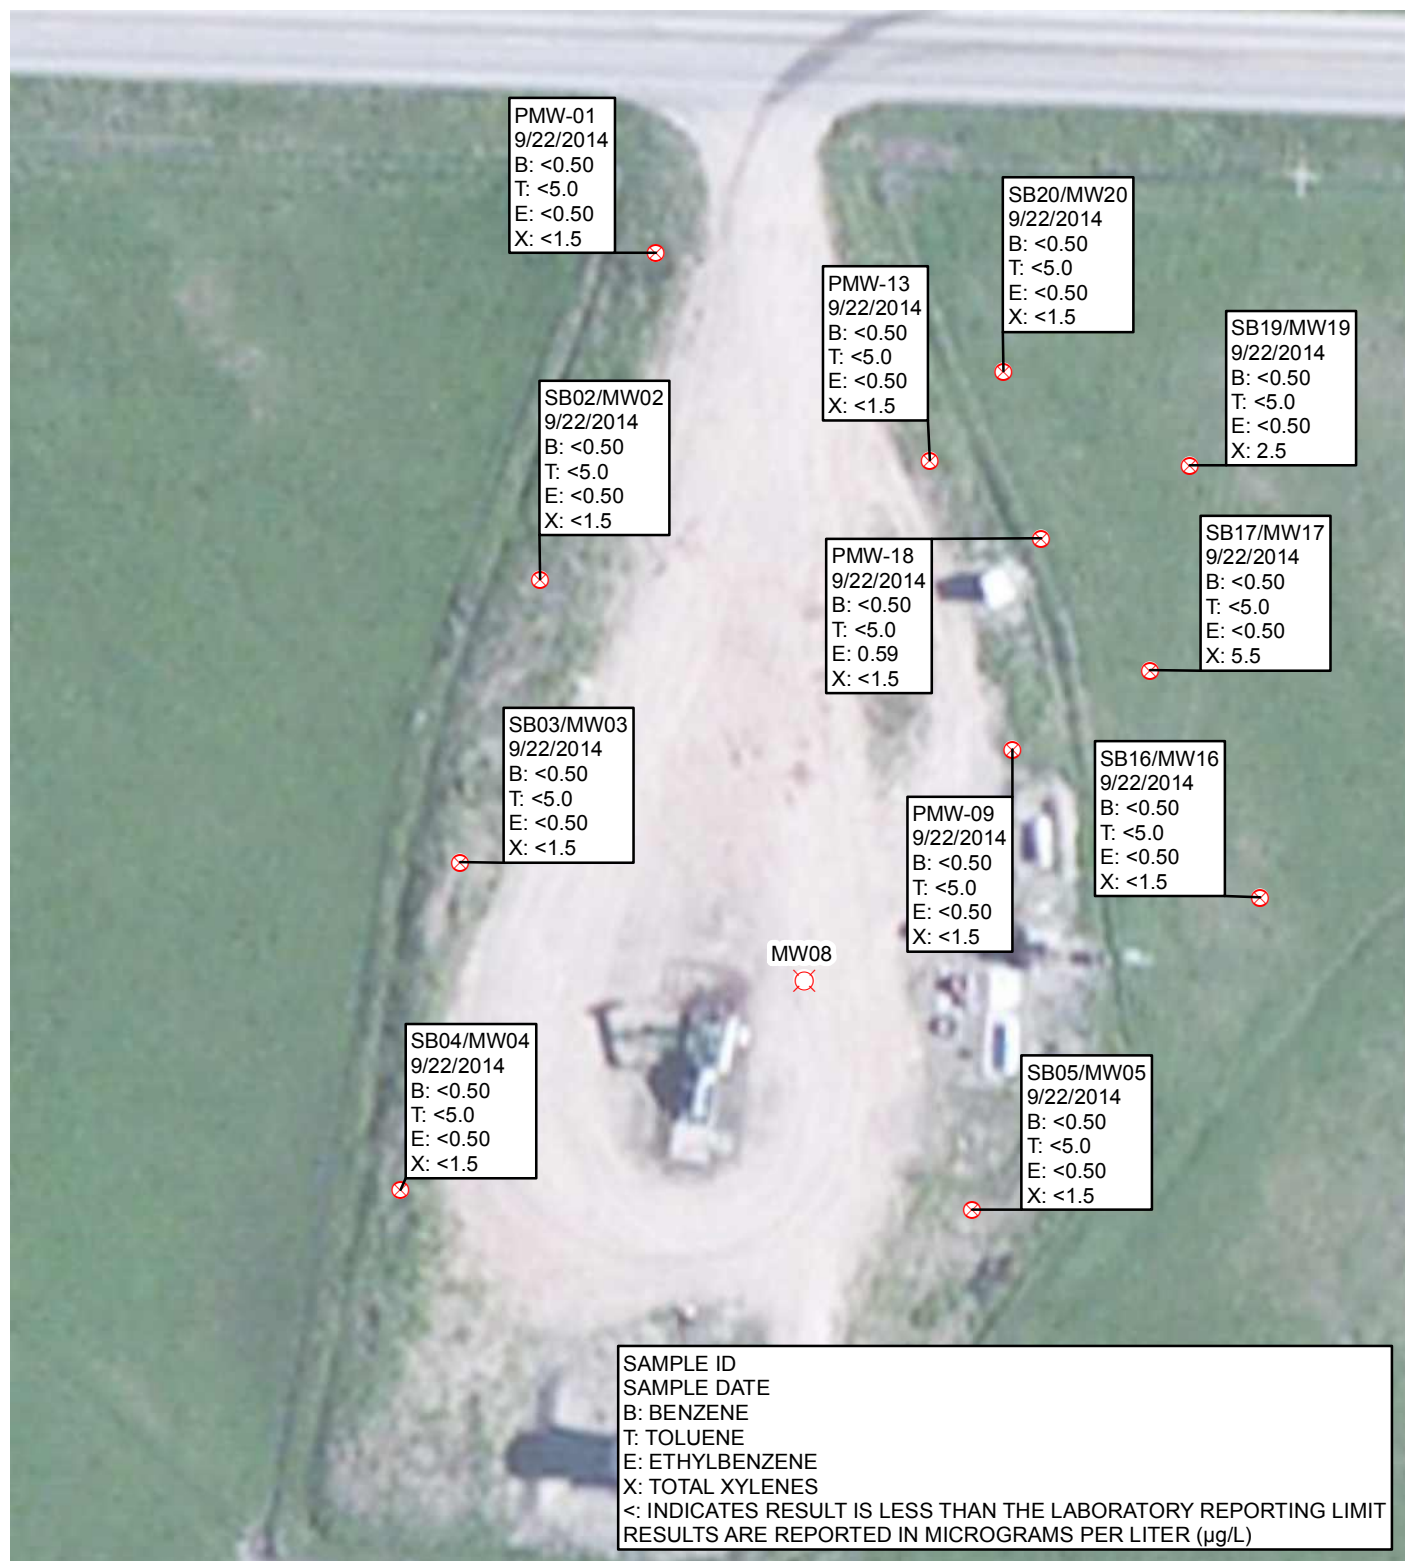 PMW-01
9/22/2014
B: <0.50
T: <5.0
E: <0.50
X: <1.5
SB20/MW20
9/22/2014
B: <0.50
T: <5.0
E: <0.50
X: <1.5
PMW-13
9/22/2014
B: <0.50
T: <5.0
E: <0.50
X: <1.5
SB19/MW19
9/22/2014
B: <0.50
T: <5.0
E: <0.50
X: 2.5
SB02/MW02
9/22/2014
B: <0.50
T: <5.0
E: <0.50
X: <1.5
SB17/MW17
9/22/2014
B: <0.50
T: <5.0
E: <0.50
X: 5.5
PMW-18
9/22/2014
B: <0.50
T: <5.0
E: 0.59
X: <1.5
SB03/MW03
9/22/2014
B: <0.50
T: <5.0
E: <0.50
X: <1.5
SB16/MW16
9/22/2014
B: <0.50
T: <5.0
E: <0.50
X: <1.5
PMW-09
9/22/2014
B: <0.50
T: <5.0
E: <0.50
X: <1.5
MW08
SB04/MW04
9/22/2014
B: <0.50
T: <5.0
E: <0.50
X: <1.5
SB05/MW05
9/22/2014
B: <0.50
T: <5.0
E: <0.50
X: <1.5
SAMPLE ID
SAMPLE DATE
B: BENZENE
T: TOLUENE
E: ETHYLBENZENE
X: TOTAL XYLENES
<: INDICATES RESULT IS LESS THAN THE LABORATORY REPORTING LIMIT
RESULTS ARE REPORTED IN MICROGRAMS PER LITER (µg/L)